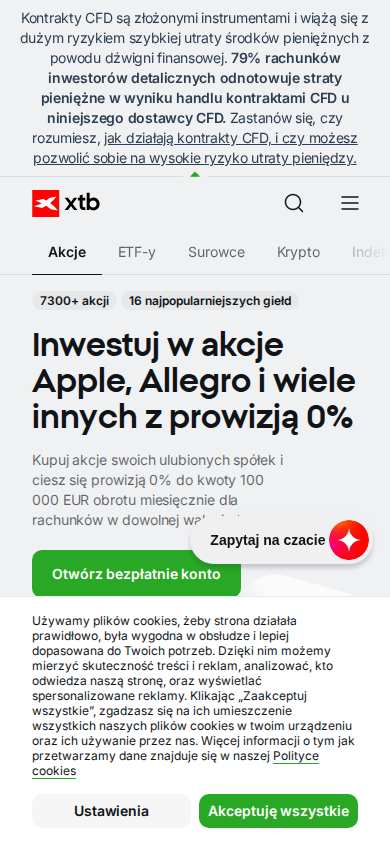 Kontrakty CFD są złożonymi instrumentami i wiążą się z
dużym ryzykiem szybkiej utraty środków pieniężnych z
powodu dźwigni finansowej. 79% rachunków
inwestorów detalicznych odnotowuje straty
pieniężne w wyniku handlu kontraktami CFD u
niniejszego dostawcy CFD. Zastanów się, czy
rozumiesz, jak działają kontrakty CFD, i czy możesz
pozwolić sobie na wysokie ryzyko utraty pieniędzy.
xtb
Akcje ETF-y Surowce Krypto
7300+ akcji 16 najpopularniejszych giełd
Inwestuj w akcje
Apple, Allegro i wiele
innych z prowizją 0%
Kupuj akcje swoich ulubionych spółek i
ciesz się prowizją 0% do kwoty 100
000 EUR obrotu miesięcznie dla
rachunków w dowolnej
Zapytaj na czacie
Otwórz bezpłatnie konto
Używamy plików cookies, żeby strona działała
prawidłowo, była wygodna w obsłudze i lepiej
dopasowana do Twoich potrzeb. Dzięki nim możemy
mierzyć skuteczność treści i reklam, analizować, kto
odwiedza naszą stronę, oraz wyświetlać
spersonalizowane reklamy. Klikając „Zaakceptuj
wszystkie”, zgadzasz się na ich umieszczenie
wszystkich naszych plików cookies w twoim urządzeniu
oraz ich używanie przez nas. Więcej informacji o tym jak
przetwarzamy dane znajduje się w naszej Polityce
cookies
Ustawienia Akceptuję wszystkie